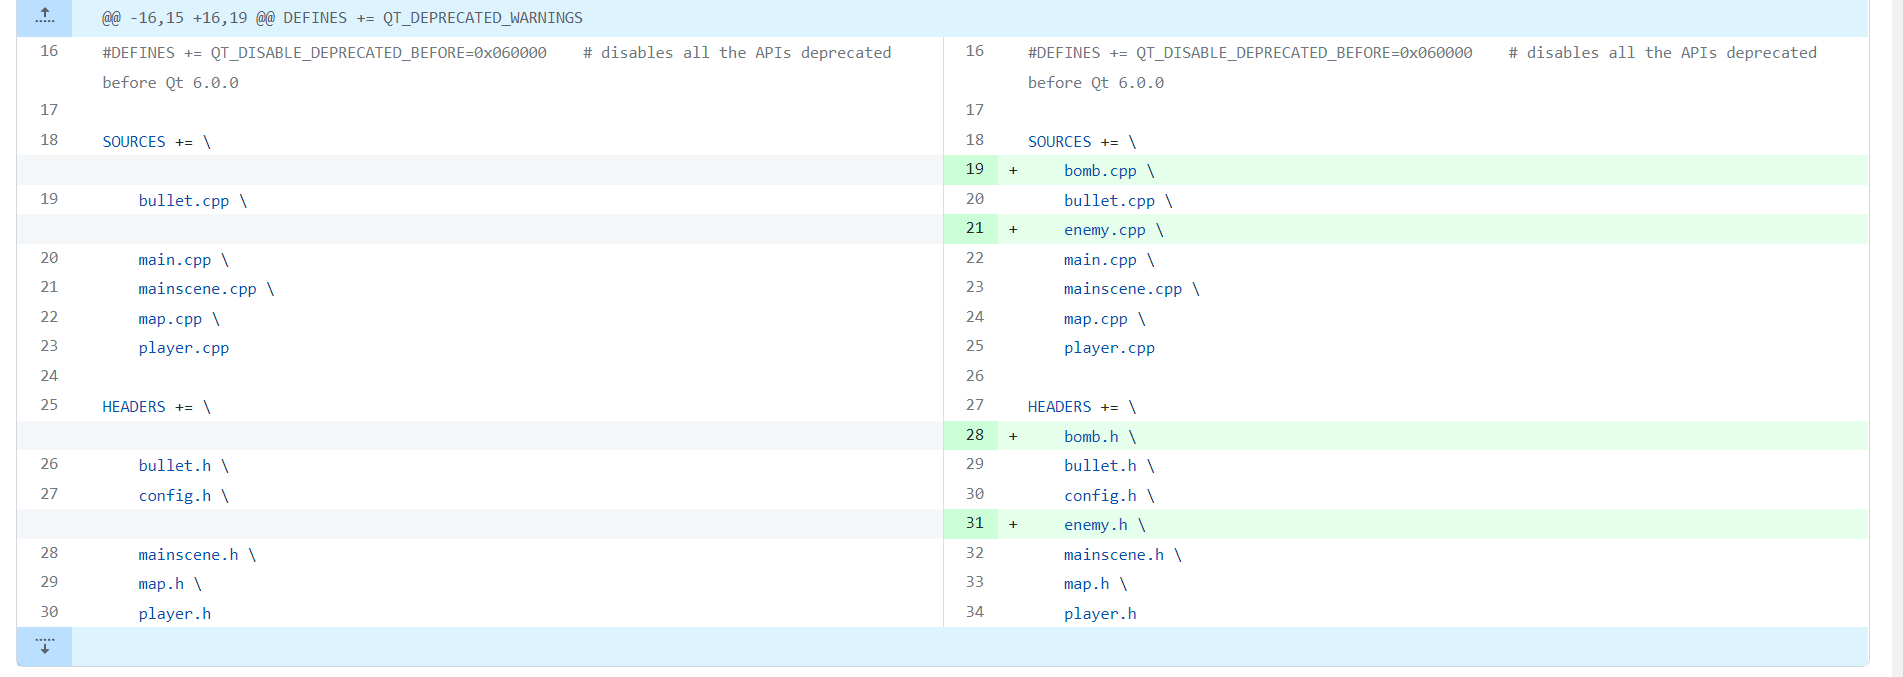 @@ -16,15 +16,19 @@ DEFINES += QT_DEPRECATED_WARNINGS
16 #DEFINES += QT_DISABLE_DEPRECATED_BEFORE=0x060000    # disables all the APIs deprecated
before Qt 6.0.0
17
18 SOURCES += \
19     bullet.cpp \
20     main.cpp \
21     mainscene.cpp \
22     map.cpp \
23     player.cpp
24
25 HEADERS += \
26     bullet.h \
27     config.h \
28     mainscene.h \
29     map.h \
30     player.h
16 #DEFINES += QT_DISABLE_DEPRECATED_BEFORE=0x060000    # disables all the APIs deprecated
before Qt 6.0.0
17
18 SOURCES += \
19 +     bomb.cpp \
20     bullet.cpp \
21 +     enemy.cpp \
22     main.cpp \
23     mainscene.cpp \
24     map.cpp \
25     player.cpp
26
27 HEADERS += \
28 +     bomb.h \
29     bullet.h \
30     config.h \
31 +     enemy.h \
32     mainscene.h \
33     map.h \
34     player.h